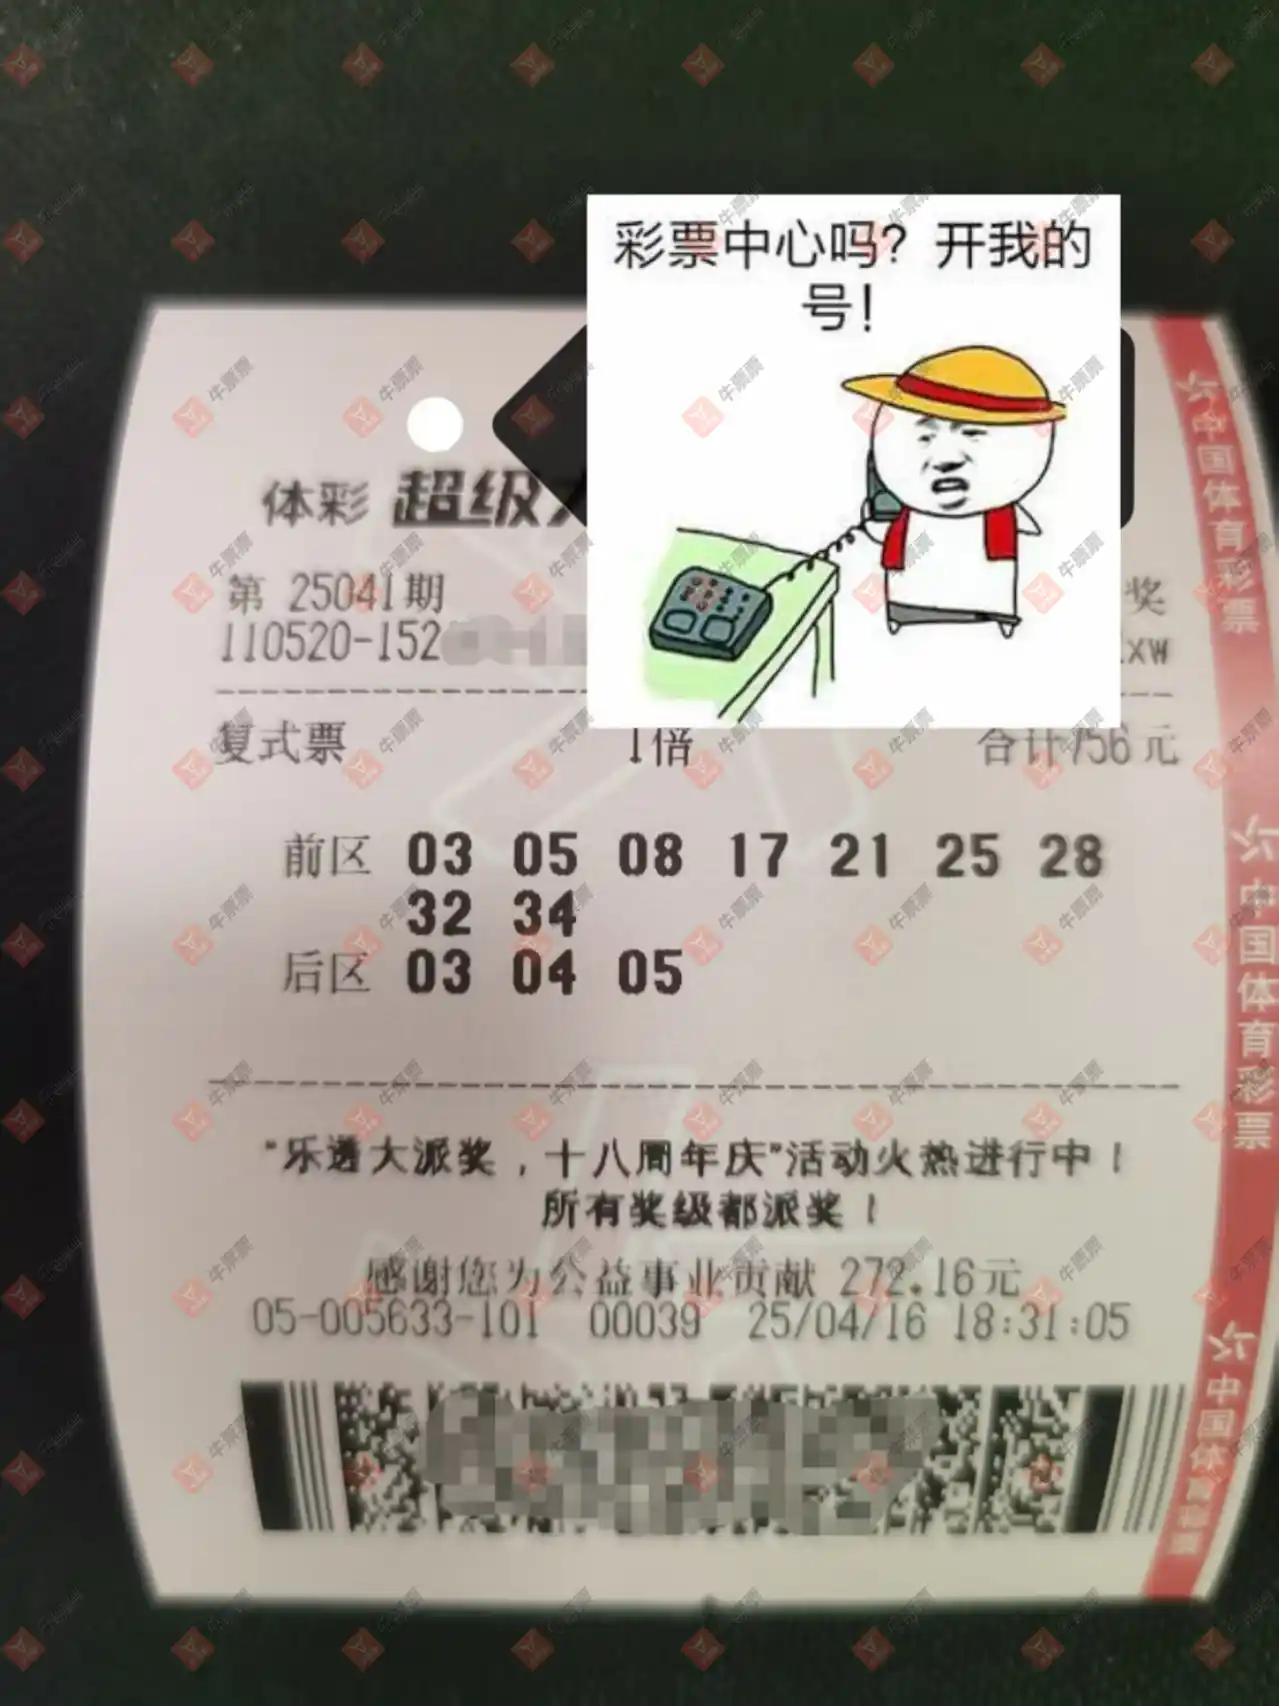 彩票中心吗？开我的
号！
体彩 超级
第 25041期
奖
110520-152
xw
复式票 1倍 合计756元
前区 03 05 08 17 21 25 28
32 34
后区 03 04 05
"乐透大派奖，十八周年庆"活动火热进行中！
所有奖级都派奖！
感谢您为公益事业贡献 272.16元
05-005633-101 00039 25/04/16 18:31:05
中国体育彩票
中国体育彩票
中国体育彩票
牛票票